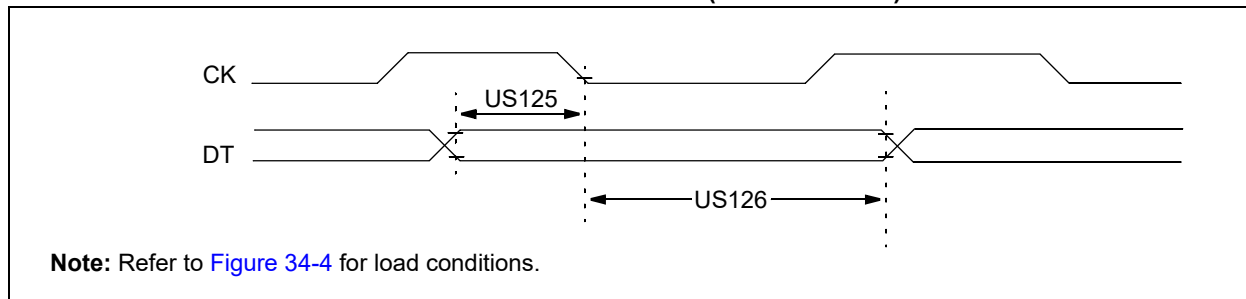 CK
US125
DT
US126
Note: Refer to Figure 34-4 for load conditions.